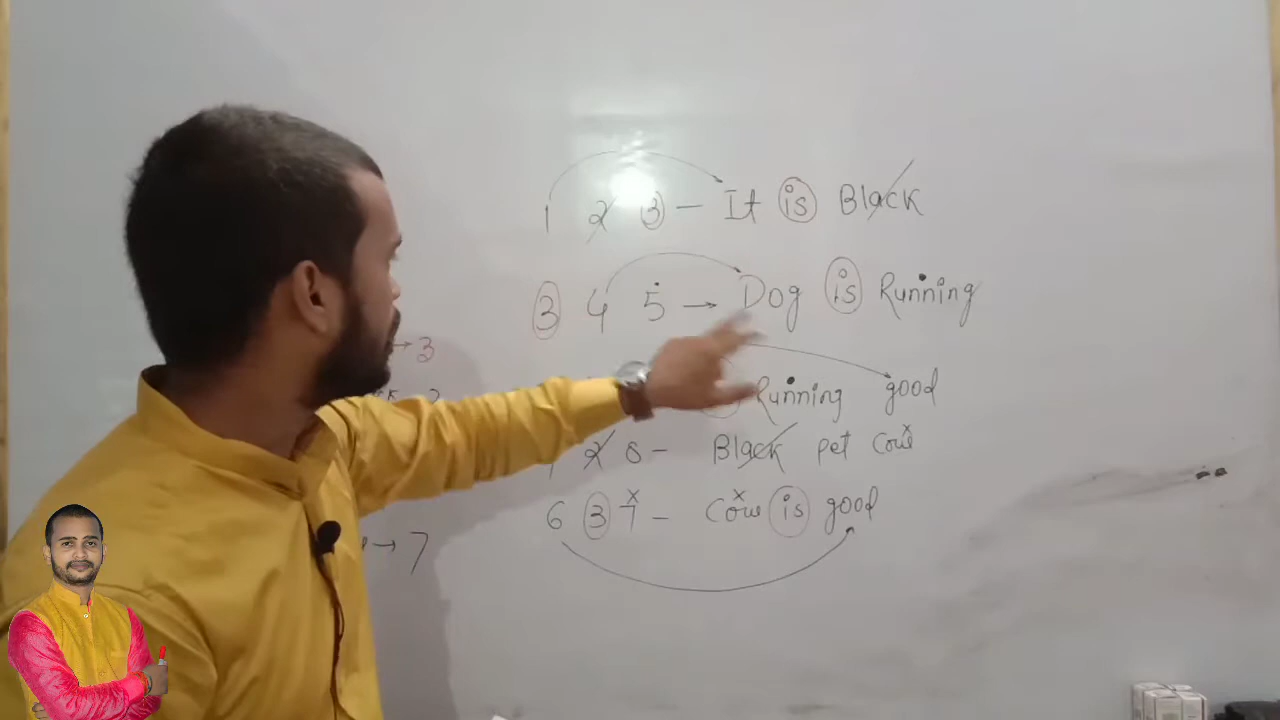 1 2 3 — It is Black
3 4 5 → Dog is Running
Running good
2 8 — Black pet Cow
6 3 7 — Cow is good
→ 3
→ 7